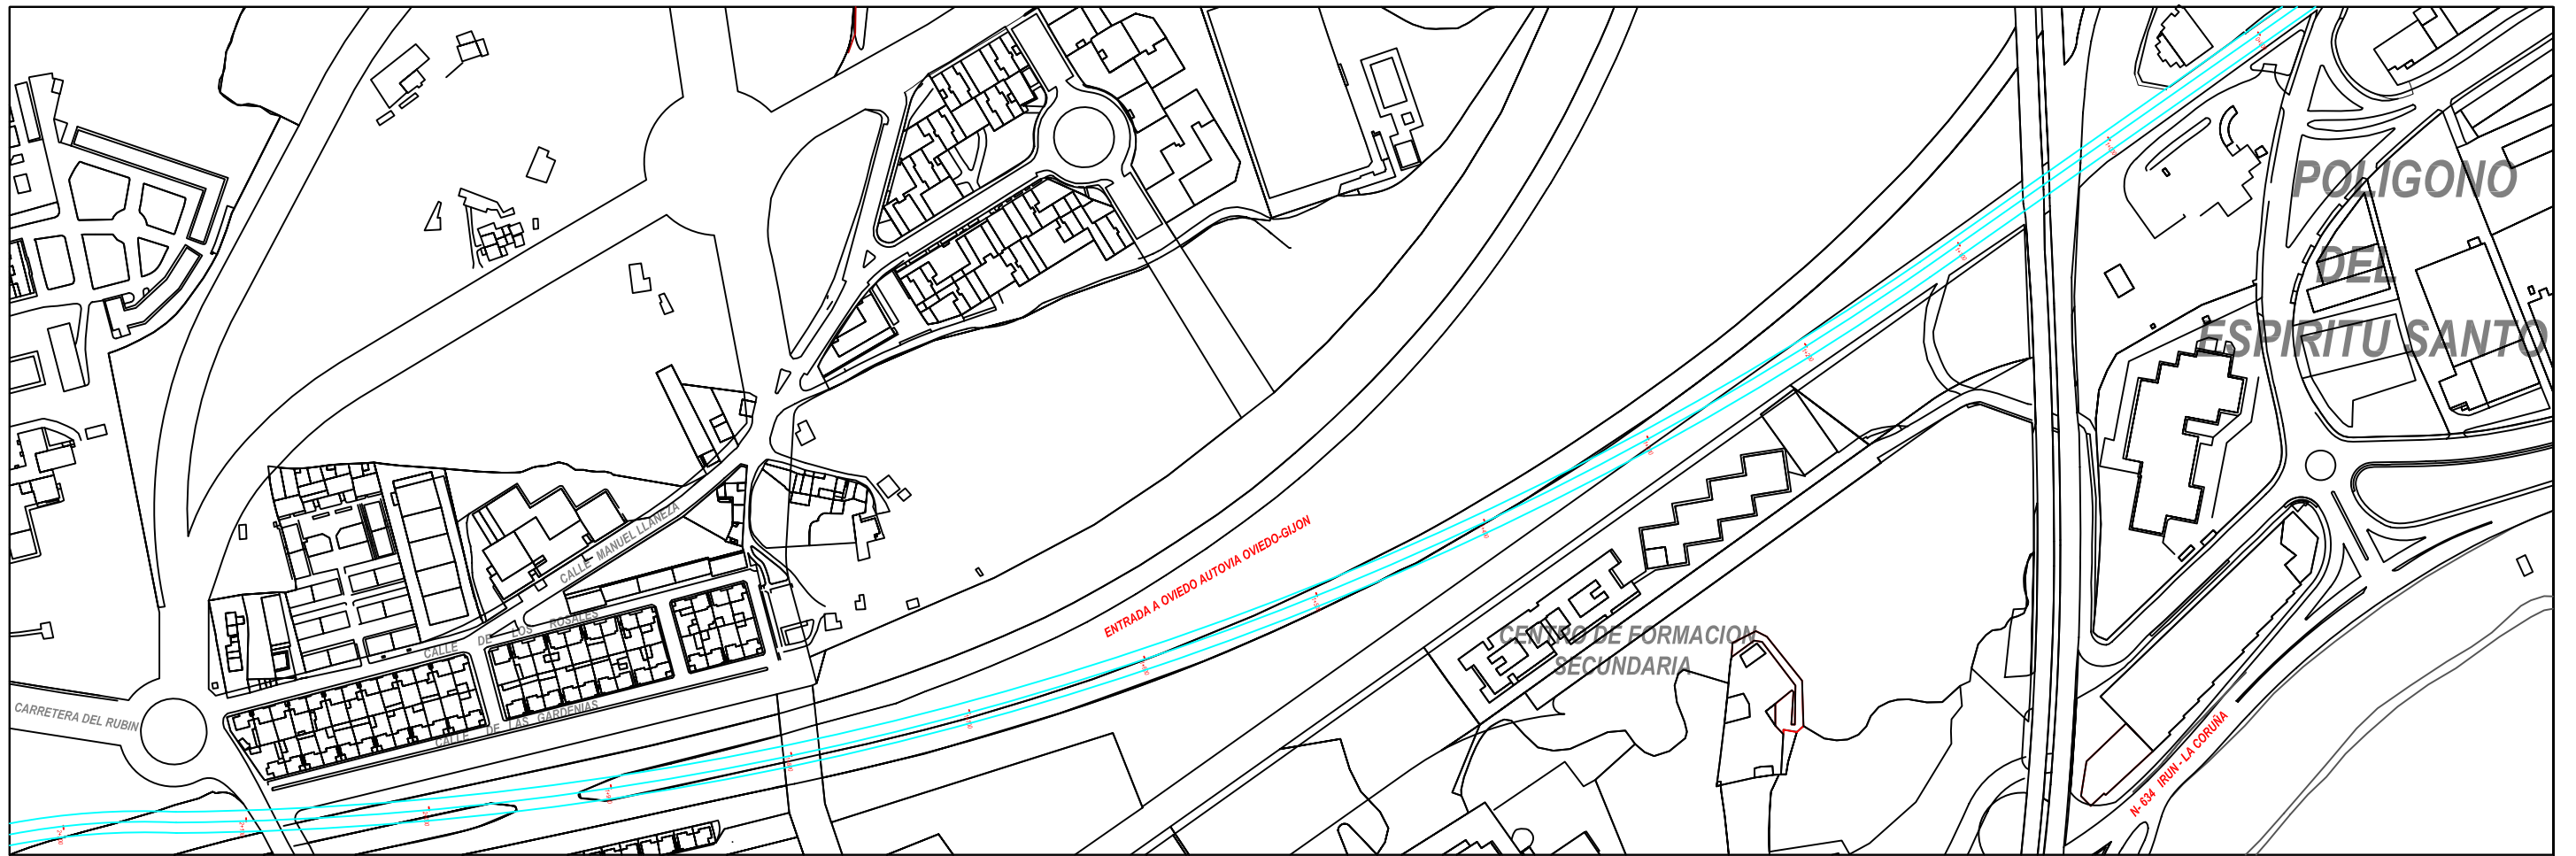 POLIGONO
DEL
ESPIRITU SANTO
CALLE MANUEL LLANEZA
ENTRADA A OVIEDO AUTOVIA OVIEDO-GIJON
CALLE DE LOS ROSALES
CENTRO DE FORMACION
SECUNDARIA
CARRETERA DEL RUBIN
CALLE DE LAS GARDENIAS
N- 634 IRUN - LA CORUÑA